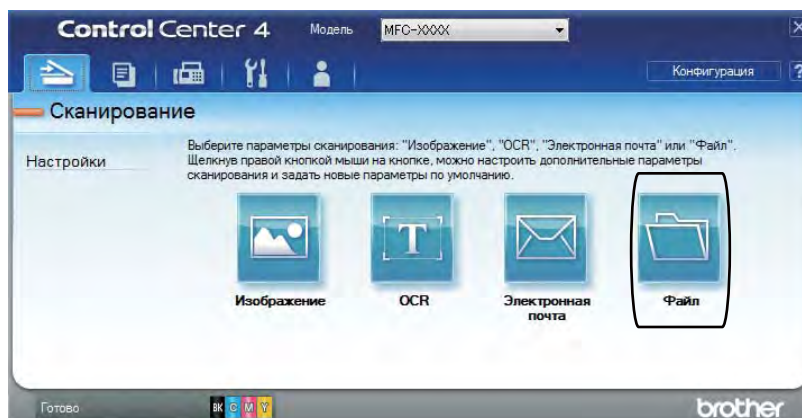 Control Center 4 Модель MFC-XXXX X
Конфигурация ?
Сканирование
Настройки
Выберите параметры сканирования: "Изображение", "OCR", "Электронная почта" или "Файл".
Щелкнув правой кнопкой мыши на кнопке, можно настроить дополнительные параметры
сканирования и задать новые параметры по умолчанию.
T
Изображение OCR Электронная Файл
почта
Готово BK C M Y brother